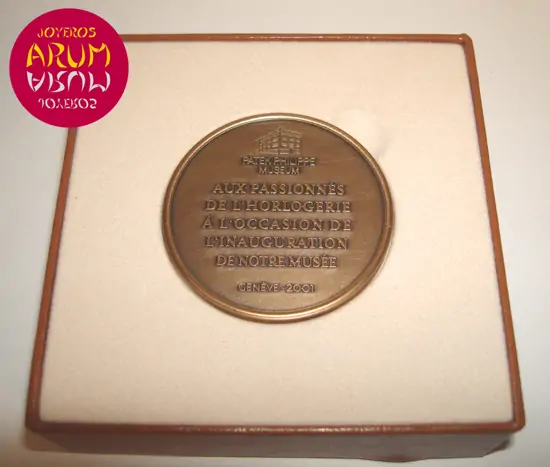 JOYEROS
ARUM
ARUM
JOYEROS
PATEK PHILIPPE
MUSEUM
AUX PASSIONNÉS
DE L'HORLOGERIE
À L'OCCASION DE
L'INAUGURATION
DE NOTRE MUSÉE
GENÈVE 2001